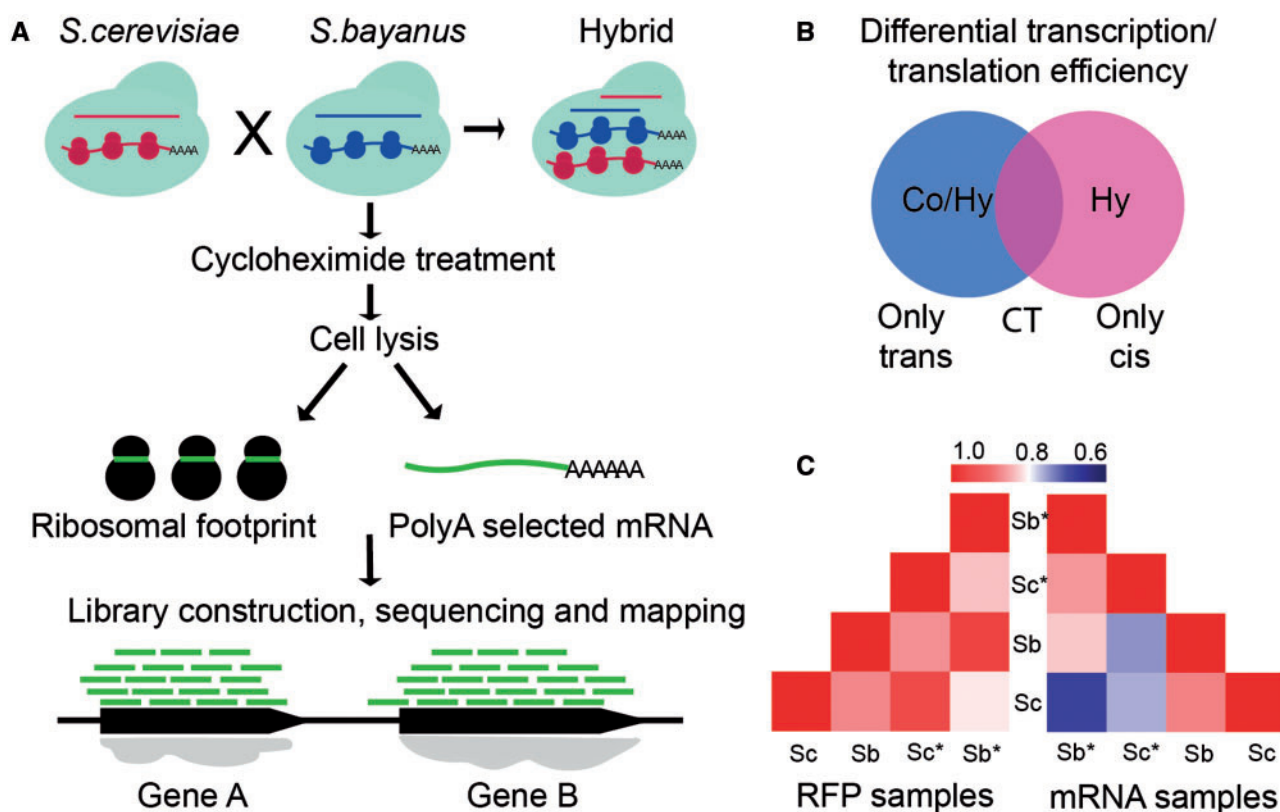 A
S.cerevisiae
S.bayanus
Hybrid
X
AAAA
AAAA
AAAA
AAAA
Cycloheximide treatment
Cell lysis
AAAAAA
Ribosomal footprint
PolyA selected mRNA
Library construction, sequencing and mapping
Gene A
Gene B
B
Differential transcription/
translation efficiency
Co/Hy
Hy
Only
trans
CT
Only
cis
C
1.0
0.8
0.6
Sb*
Sc*
Sb
Sc
Sc Sb Sc* Sb*
Sb* Sc* Sb Sc
RFP samples
mRNA samples